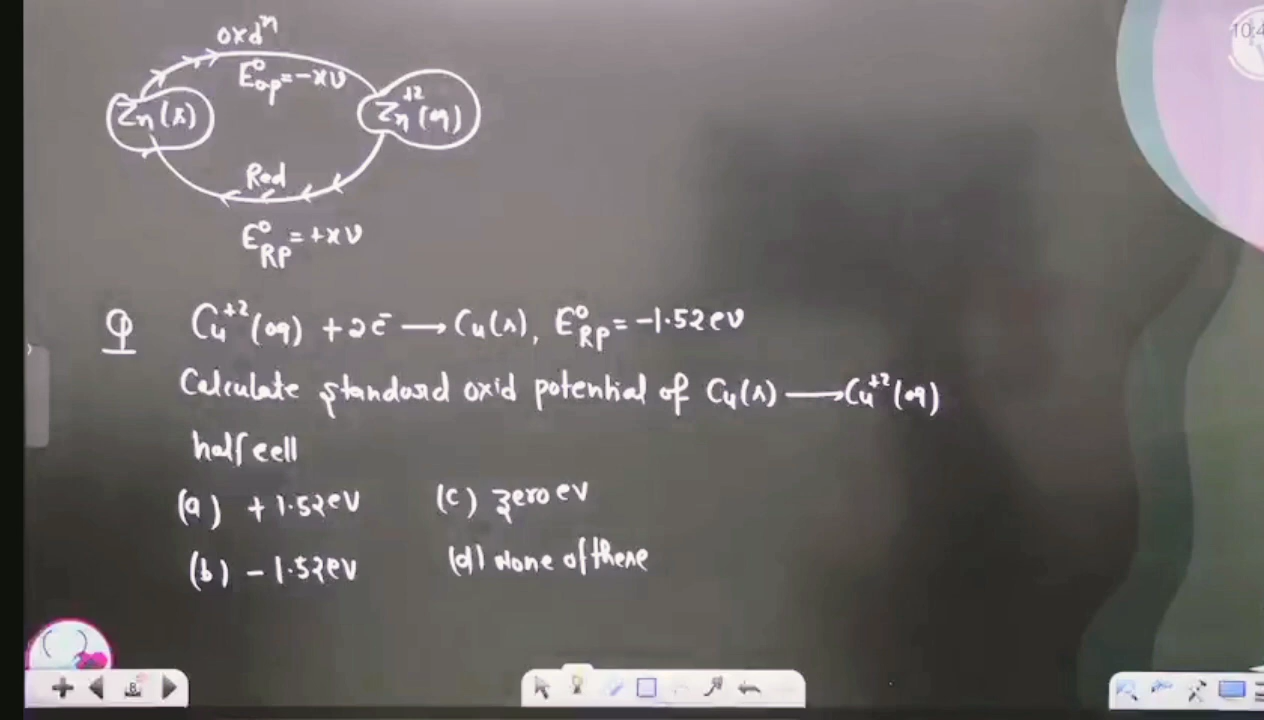 10:4
oxdⁿ
E°op = -x v
Zn(s)
Zn⁺²(aq)
Red
E°RP = +x v
Q Cu⁺²(aq) + 2e⁻ → Cu(s), E°RP = -1.52 ev
Calculate standard oxid potential of Cu(s) → Cu⁺²(aq)
half cell
(a) + 1.52 ev (c) zero ev
(b) - 1.52 ev (d) None of these